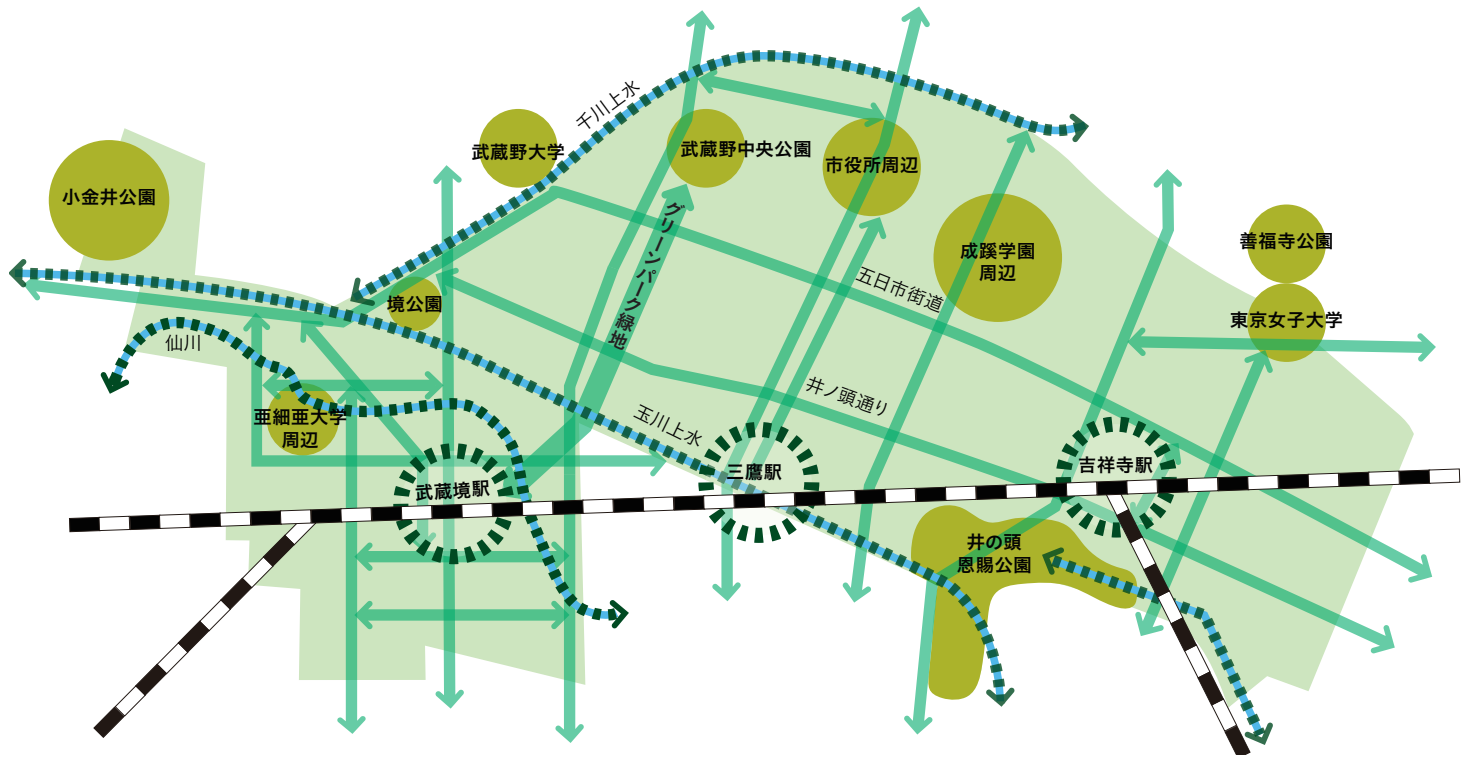 千川上水
武蔵野大学
武蔵野中央公園
市役所周辺
小金井公園
グリーンパーク緑地
成蹊学園
周辺
善福寺公園
五日市街道
境公園
東京女子大学
仙川
井ノ頭通り
亜細亜大学
周辺
玉川上水
三鷹駅
吉祥寺駅
武蔵境駅
井の頭
恩賜公園